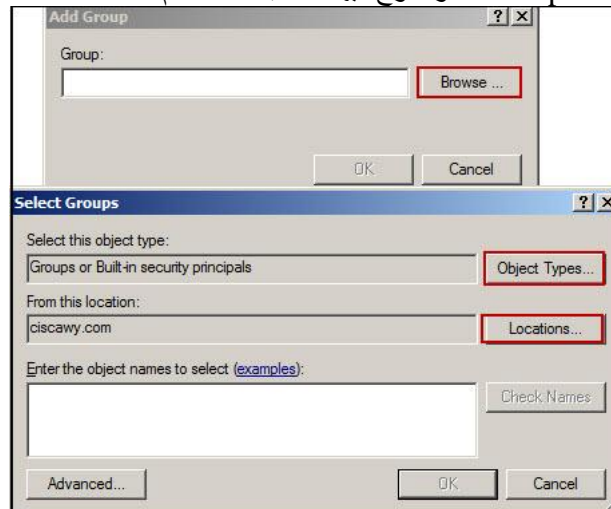 Add Group
Group:
Browse ...
OK
Cancel
Select Groups
Select this object type:
Groups or Built-in security principals
Object Types...
From this location:
ciscawy.com
Locations...
Enter the object names to select (examples):
Check Names
Advanced...
OK
Cancel